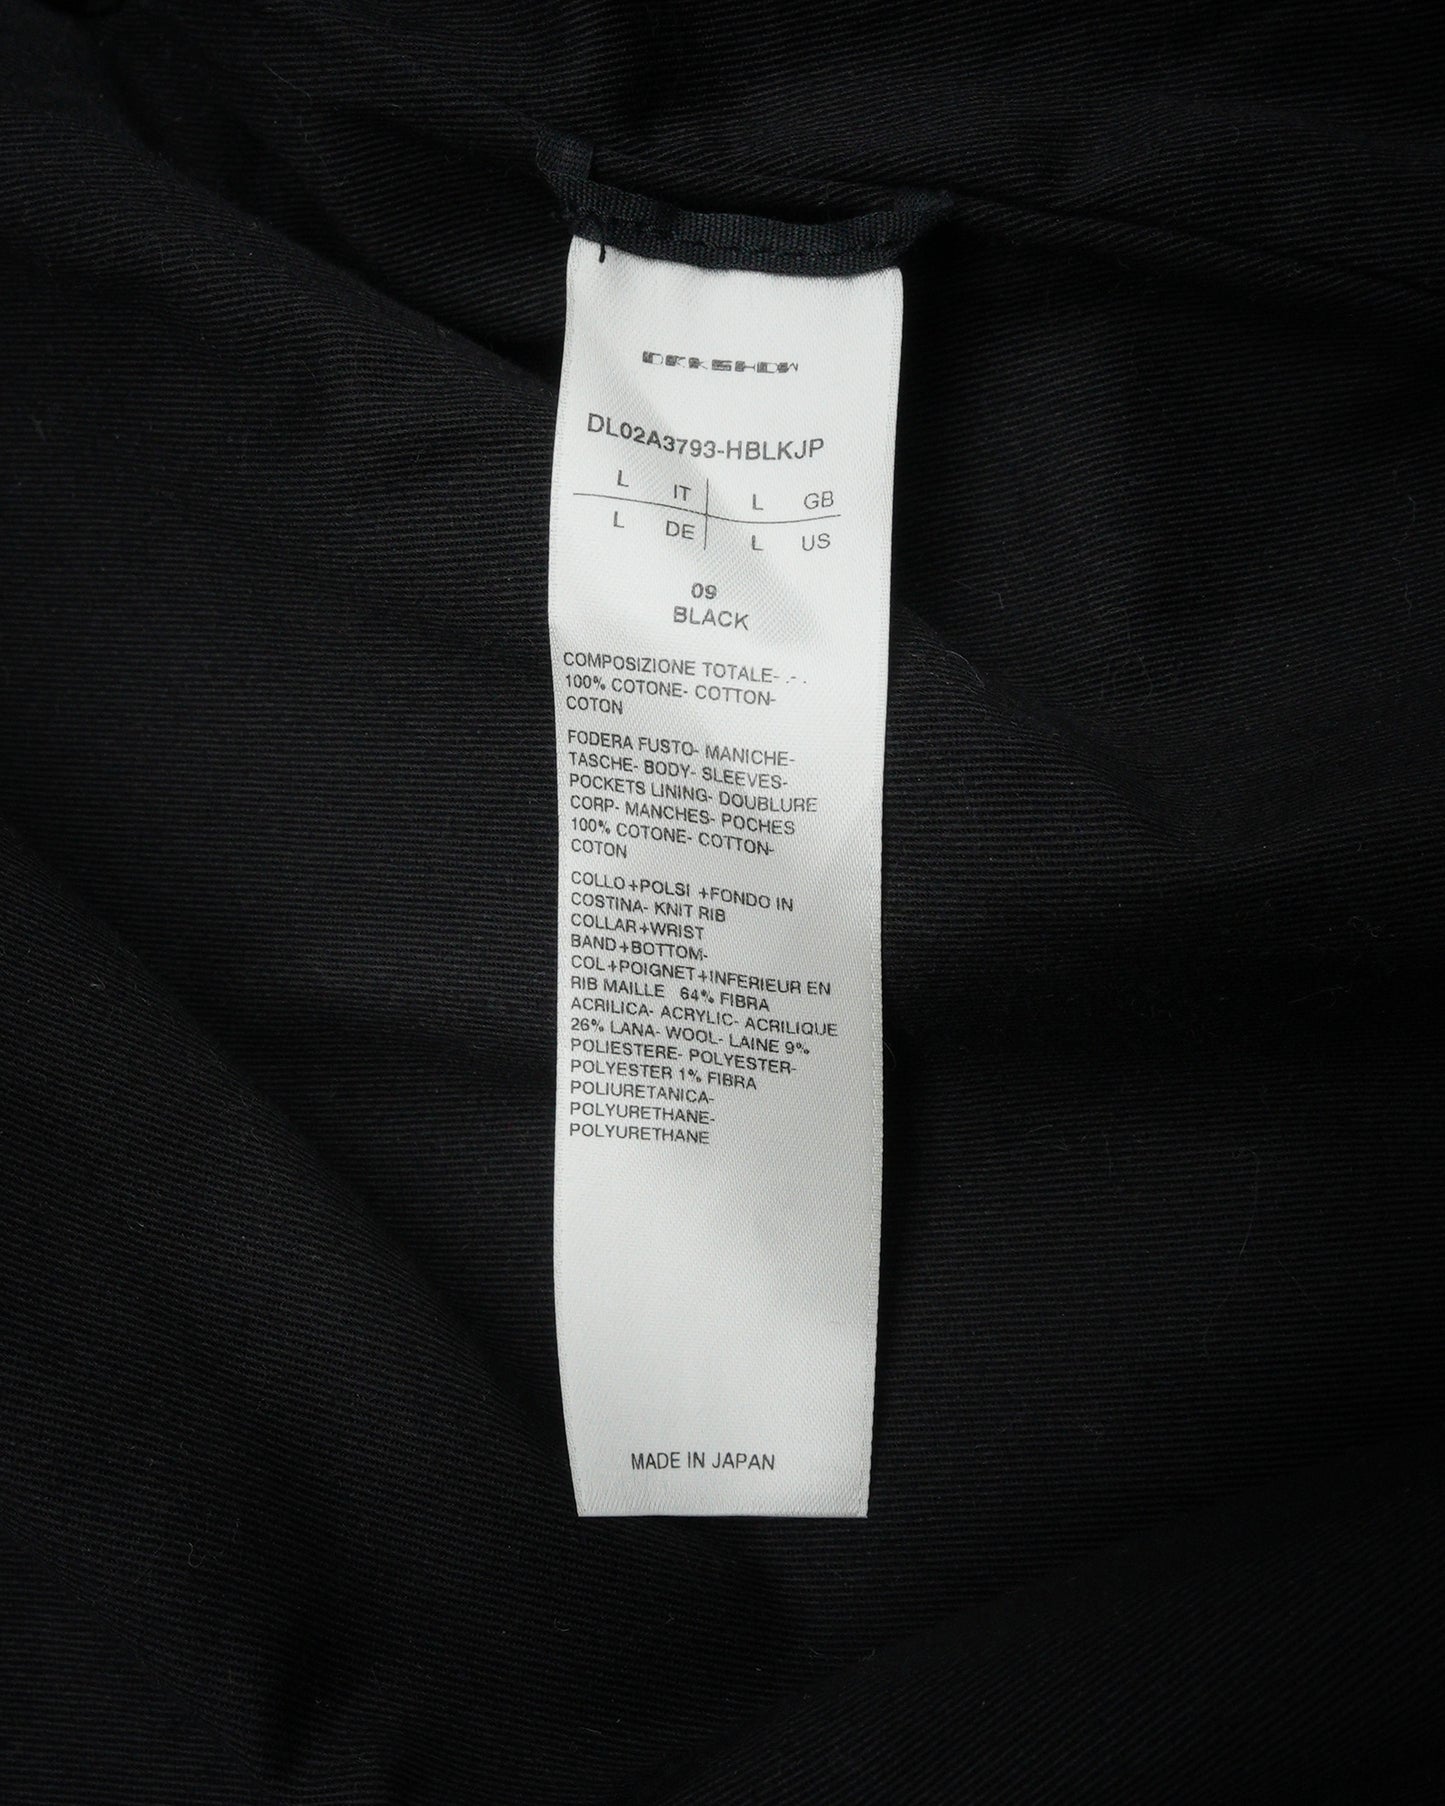 DRKSHDW
DL02A3793-HBLKJP
L IT L GB
L DE L US
09
BLACK
COMPOSIZIONE TOTALE- .- .
100% COTONE- COTTON-
COTON
FODERA FUSTO- MANICHE-
TASCHE- BODY- SLEEVES-
POCKETS LINING- DOUBLURE
CORP- MANCHES- POCHES
100% COTONE- COTTON-
COTON
COLLO+POLSI +FONDO IN
COSTINA- KNIT RIB
COLLAR+WRIST
BAND+BOTTOM-
COL+POIGNET+INFERIEUR EN
RIB MAILLE 64% FIBRA
ACRILICA- ACRYLIC- ACRILIQUE
26% LANA- WOOL- LAINE 9%
POLIESTERE- POLYESTER-
POLYESTER 1% FIBRA
POLIURETANICA-
POLYURETHANE-
POLYURETHANE
MADE IN JAPAN